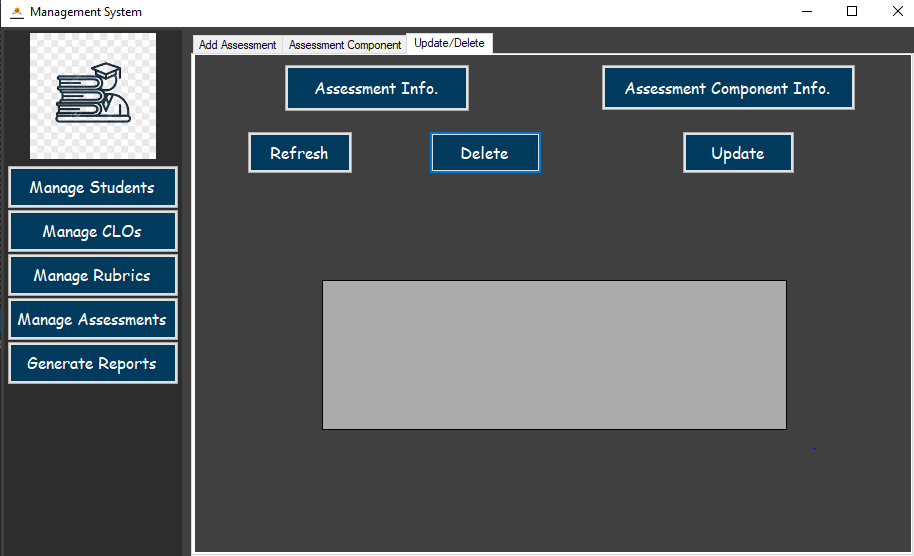 Management System
Add Assessment Assessment Component Update/Delete
Assessment Info. Assessment Component Info.
Refresh Delete Update
Manage Students
Manage CLOs
Manage Rubrics
Manage Assessments
Generate Reports